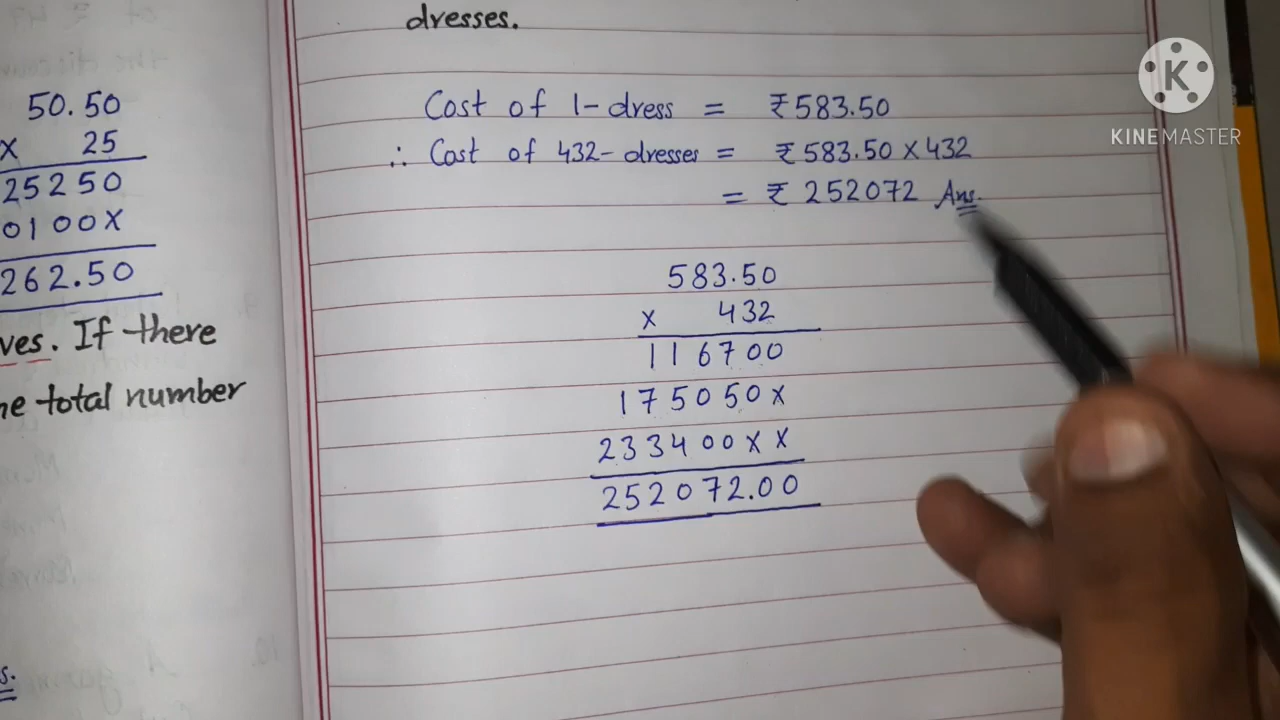 50.50
x 25
25250
0100x
262.50
ves. If there
ne total number
s.
dresses.
Cost of 1-dress = ₹583.50
∴ Cost of 432-dresses = ₹583.50 x 432
= ₹ 252072 Ans.
583.50
x 432
116700
175050x
233400xx
252072.00
K
KINEMASTER